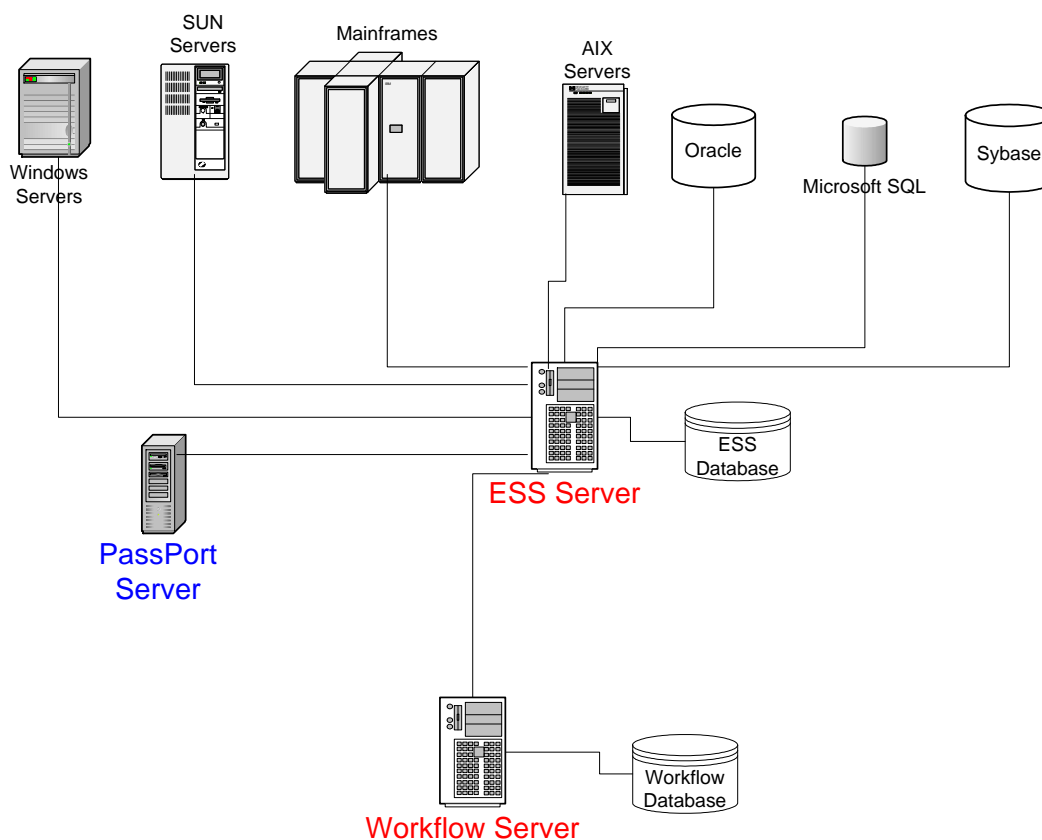 SUN
Servers
Mainframes
AIX
Servers
Windows
Servers
Oracle
Microsoft SQL
Sybase
ESS
Database
ESS Server
PassPort
Server
Workflow
Database
Workflow Server